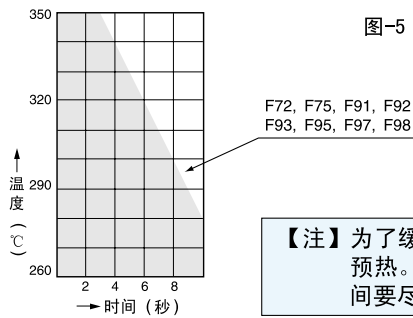 图-5
350
320
290
260
温度（℃）
2 4 6 8
时间（秒）
F72, F75, F91, F92
F93, F95, F97, F98
【注】为了缓
预热。
间要尽